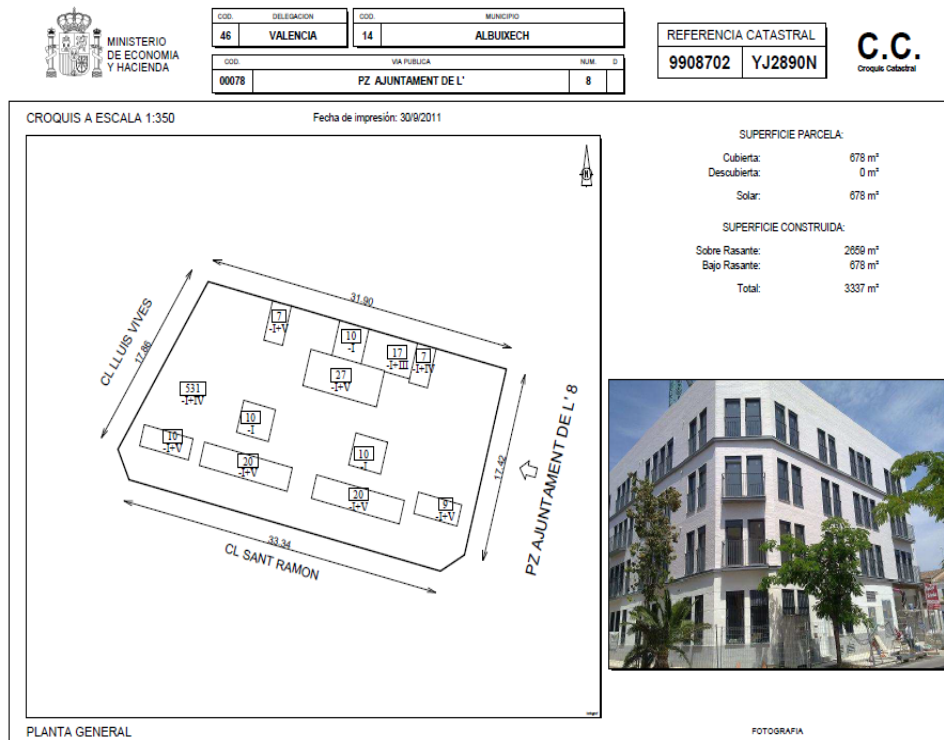 MINISTERIO
DE ECONOMIA
Y HACIENDA
COD. DELEGACION
46 VALENCIA
COD. MUNICIPIO
14 ALBUIXECH
COD. VIA PUBLICA NUM. D
00078 PZ AJUNTAMENT DE L' 8
REFERENCIA CATASTRAL
9908702 YJ2890N
C.C.
Croquis Catastral
CROQUIS A ESCALA 1:350
Fecha de impresión: 30/9/2011
N
31.90
CL LLUIS VIVES
17.86
7
-I+V
10
-I
17
-I+III
7
-I+IV
27
-I+V
531
-I+IV
10
-I
10
-I+V
20
-I+V
10
-I
20
-I+V
9
-I+V
17.42
PZ AJUNTAMENT DE L' 8
33.34
CL SANT RAMON
SUPERFICIE PARCELA:
Cubierta: 678 m²
Descubierta: 0 m²
Solar: 678 m²
SUPERFICIE CONSTRUIDA:
Sobre Rasante: 2659 m²
Bajo Rasante: 678 m²
Total: 3337 m²
PLANTA GENERAL
FOTOGRAFIA